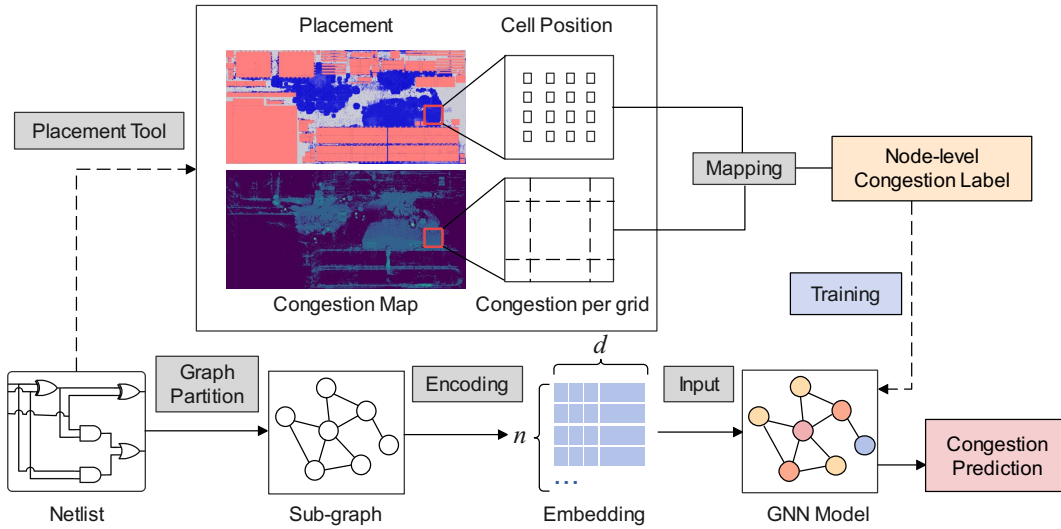 Placement
Cell Position
Placement Tool
Mapping
Node-level
Congestion Label
Congestion Map
Congestion per grid
Training
Graph
Partition
Encoding
d
Input
n
...
Congestion
Prediction
Netlist
Sub-graph
Embedding
GNN Model